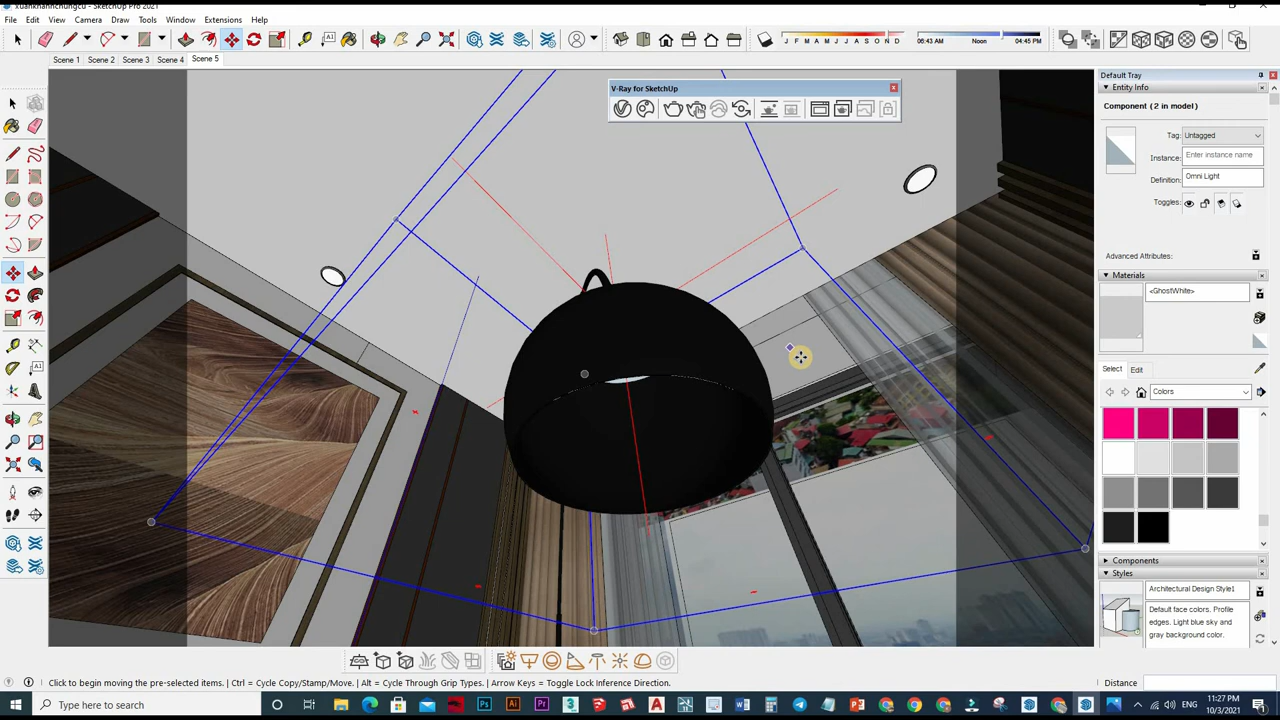 xuankhanhchungcu - SketchUp Pro 2021
File Edit View Camera Draw Tools Window Extensions Help
J F M A M J J A S O N D
06:43 AM Noon 04:45 PM
Scene 1 Scene 2 Scene 3 Scene 4 Scene 5
V-Ray for SketchUp
Default Tray
Entity Info
Component (2 in model)
Tag: Untagged
Instance: Enter instance name
Definition: Omni Light
Toggles:
Advanced Attributes:
Materials
<GhostWhite>
Select Edit
Colors
Components
Styles
Architectural Design Style1
Default face colors. Profile
edges. Light blue sky and
gray background color.
Click to begin moving the pre-selected items. | Ctrl = Cycle Copy/Stamp/Move. | Alt = Cycle Through Grip Types. | Arrow Keys = Toggle Lock Inference Direction.
Distance
Type here to search
11:27 PM
10/3/2021